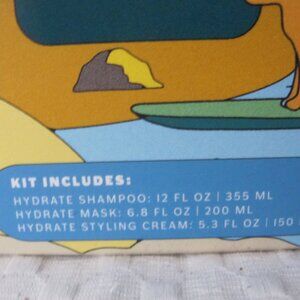 KIT INCLUDES:
HYDRATE SHAMPOO: 12 FL OZ | 355 ML
HYDRATE MASK: 6.8 FL OZ | 200 ML
HYDRATE STYLING CREAM: 5.3 FL OZ | 150